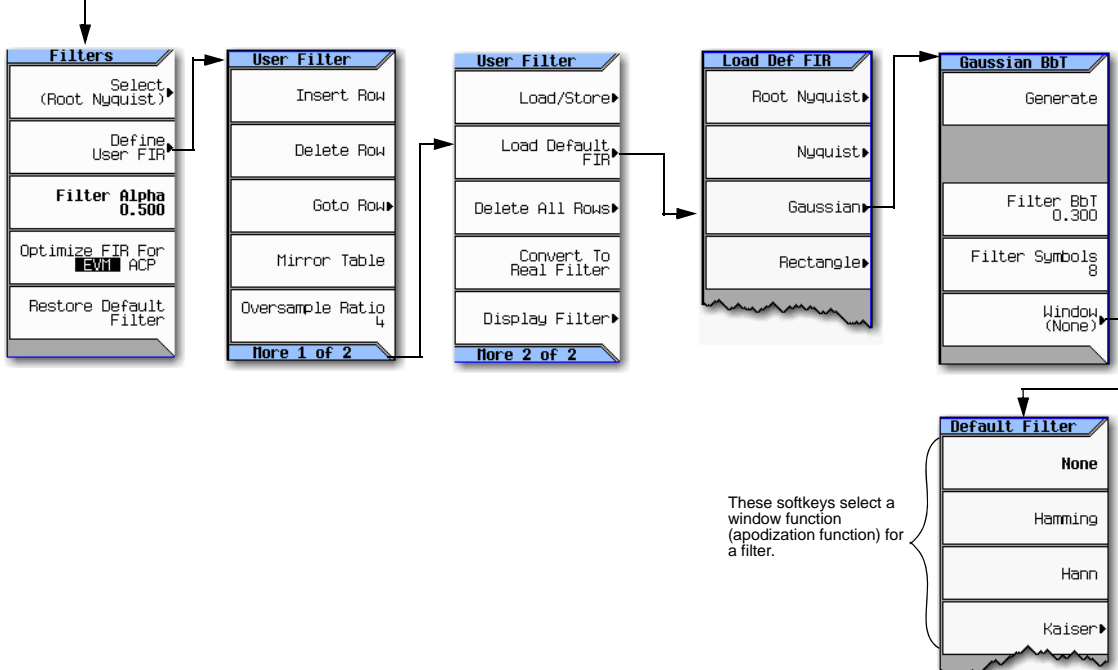 Filters
Select
(Root Nyquist)
Define
User FIR
Filter Alpha
0.500
Optimize FIR For
EVM ACP
Restore Default
Filter
User Filter
Insert Row
Delete Row
Goto Row
Mirror Table
Oversample Ratio
4
More 1 of 2
User Filter
Load/Store
Load Default
FIR
Delete All Rows
Convert To
Real Filter
Display Filter
More 2 of 2
Load Def FIR
Root Nyquist
Nyquist
Gaussian
Rectangle
Gaussian BbT
Generate
Filter BbT
0.300
Filter Symbols
8
Window
(None)
Default Filter
None
Hamming
Hann
Kaiser
These softkeys select a
window function
(apodization function) for
a filter.